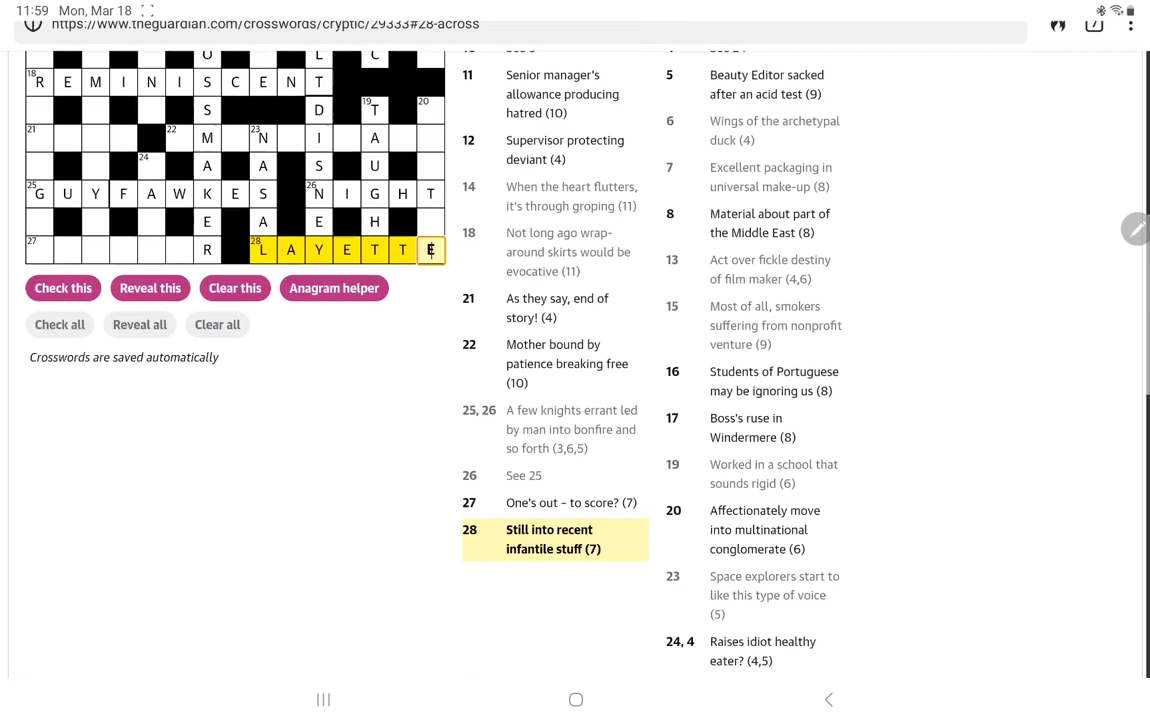 11:59 Mon, Mar 18
https://www.theguardian.com/crosswords/cryptic/29333#28-across
O L C
18 R E M I N I S C E N T
S D 19 T 20
21 22 M 23 N I A
24 A A S U
25 G U Y F A W K E S 26 N I G H T
E A E H
27 R 28 L A Y E T T E
Check this Reveal this Clear this Anagram helper
Check all Reveal all Clear all
Crosswords are saved automatically
11 Senior manager's
allowance producing
hatred (10)
12 Supervisor protecting
deviant (4)
14 When the heart flutters,
it's through groping (11)
18 Not long ago wrap-
around skirts would be
evocative (11)
21 As they say, end of
story! (4)
22 Mother bound by
patience breaking free
(10)
25, 26 A few knights errant led
by man into bonfire and
so forth (3,6,5)
26 See 25
27 One's out – to score? (7)
28 Still into recent
infantile stuff (7)
5 Beauty Editor sacked
after an acid test (9)
6 Wings of the archetypal
duck (4)
7 Excellent packaging in
universal make-up (8)
8 Material about part of
the Middle East (8)
13 Act over fickle destiny
of film maker (4,6)
15 Most of all, smokers
suffering from nonprofit
venture (9)
16 Students of Portuguese
may be ignoring us (8)
17 Boss's ruse in
Windermere (8)
19 Worked in a school that
sounds rigid (6)
20 Affectionately move
into multinational
conglomerate (6)
23 Space explorers start to
like this type of voice
(5)
24, 4 Raises idiot healthy
eater? (4,5)